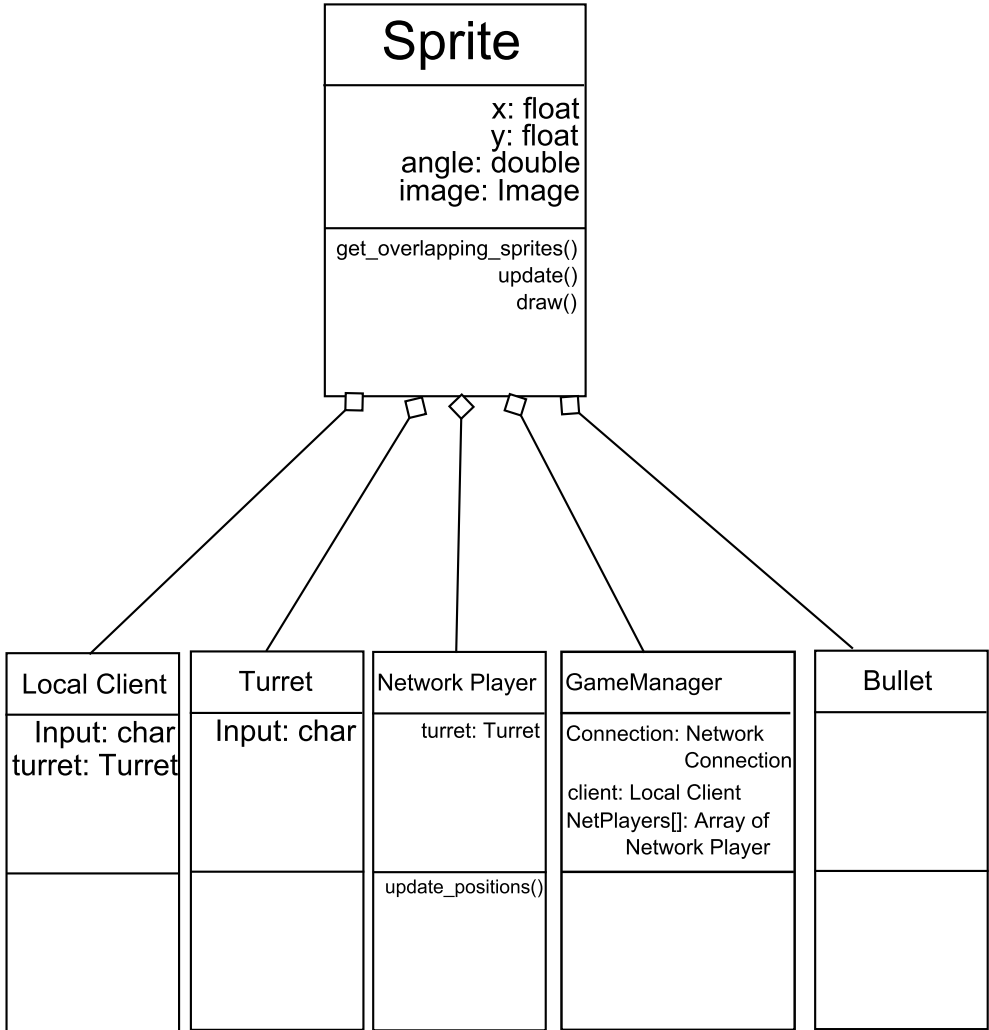 Sprite
x: float
y: float
angle: double
image: Image
get_overlapping_sprites()
update()
draw()
Local Client
Input: char
turret: Turret
Turret
Input: char
Network Player
turret: Turret
update_positions()
GameManager
Connection: Network
Connection
client: Local Client
NetPlayers[]: Array of
Network Player
Bullet